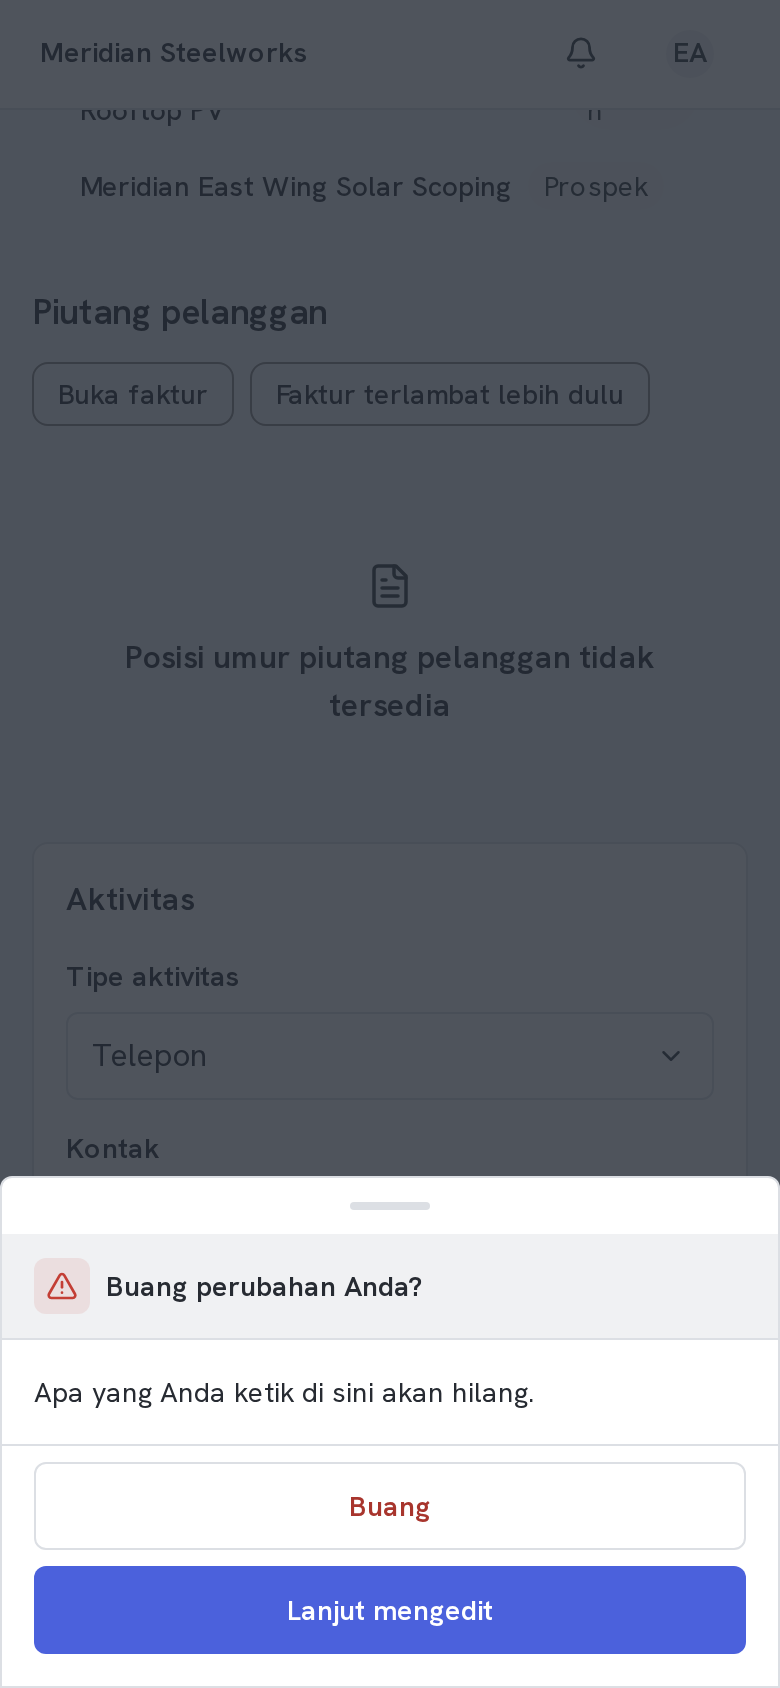 Meridian Steelworks
EA
Rooftop PV
Meridian East Wing Solar Scoping
Prospek
Piutang pelanggan
Buka faktur
Faktur terlambat lebih dulu
Posisi umur piutang pelanggan tidak
tersedia
Aktivitas
Tipe aktivitas
Telepon
Kontak
Buang perubahan Anda?
Apa yang Anda ketik di sini akan hilang.
Buang
Lanjut mengedit